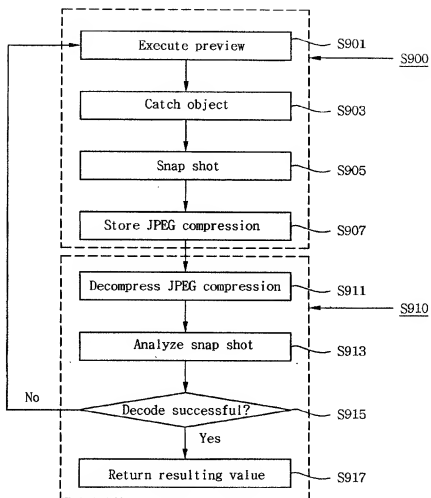 Execute preview
S901
S900
Catch object
S903
Snap shot
S905
Store JPEG compression
S907
Decompress JPEG compression
S911
S910
Analyze snap shot
S913
No
Decode successful?
S915
Yes
Return resulting value
S917